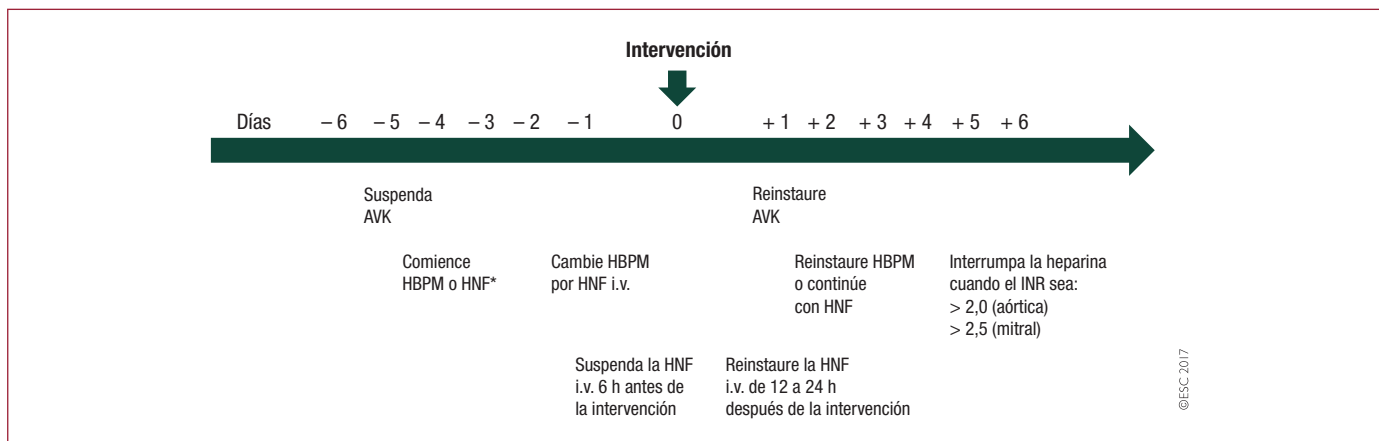 Intervención
Días – 6 – 5 – 4 – 3 – 2 – 1 0 + 1 + 2 + 3 + 4 + 5 + 6
Suspenda
AVK
Reinstaure
AVK
Comience
HBPM o HNF*
Cambie HBPM
por HNF i.v.
Reinstaure HBPM
o continúe
con HNF
Interrumpa la heparina
cuando el INR sea:
> 2,0 (aórtica)
> 2,5 (mitral)
Suspenda la HNF
i.v. 6 h antes de
la intervención
Reinstaure la HNF
i.v. de 12 a 24 h
después de la intervención
©ESC 2017